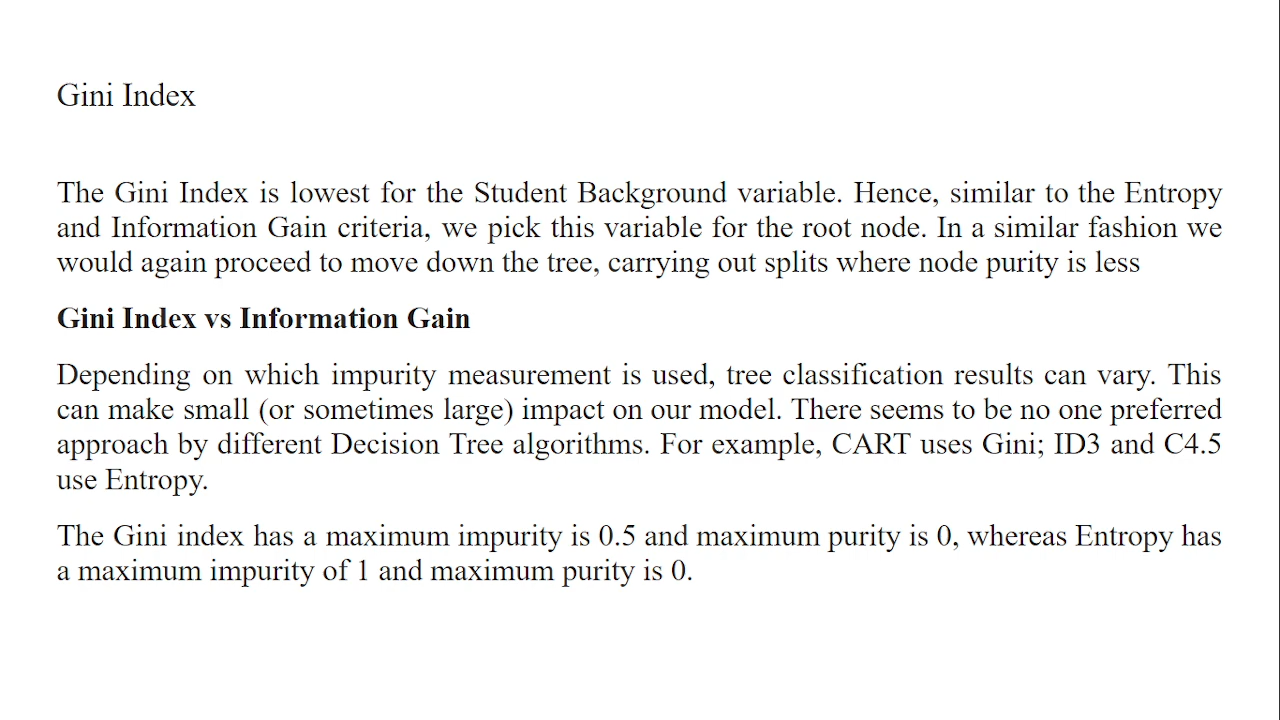 Gini Index
The Gini Index is lowest for the Student Background variable. Hence, similar to the Entropy
and Information Gain criteria, we pick this variable for the root node. In a similar fashion we
would again proceed to move down the tree, carrying out splits where node purity is less
Gini Index vs Information Gain
Depending on which impurity measurement is used, tree classification results can vary. This
can make small (or sometimes large) impact on our model. There seems to be no one preferred
approach by different Decision Tree algorithms. For example, CART uses Gini; ID3 and C4.5
use Entropy.
The Gini index has a maximum impurity is 0.5 and maximum purity is 0, whereas Entropy has
a maximum impurity of 1 and maximum purity is 0.